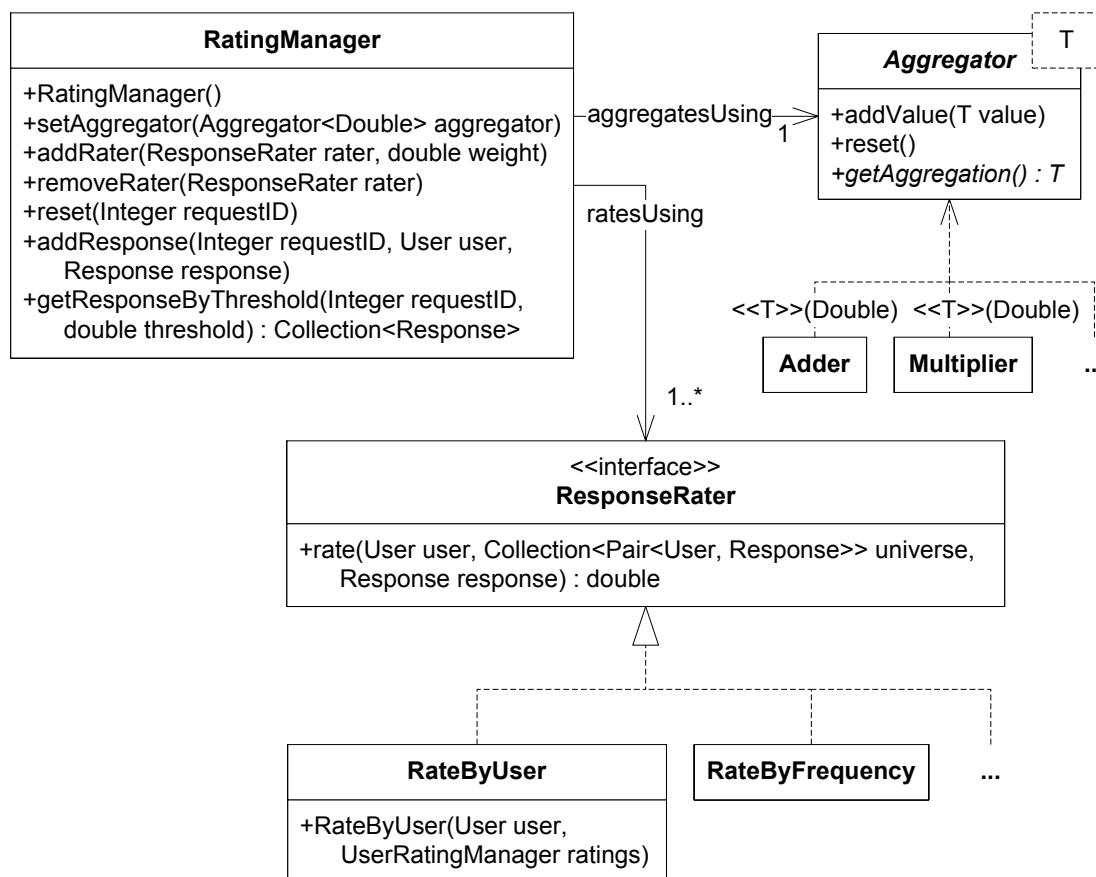 RatingManager
+RatingManager()
+setAggregator(Aggregator<Double> aggregator)
+addRater(ResponseRater rater, double weight)
+removeRater(ResponseRater rater)
+reset(Integer requestID)
+addResponse(Integer requestID, User user,
Response response)
+getResponseByThreshold(Integer requestID,
double threshold) : Collection<Response>
aggregatesUsing
1
T
Aggregator
+addValue(T value)
+reset()
+getAggregation() : T
ratesUsing
1..*
<<T>>(Double)
<<T>>(Double)
Adder
Multiplier
..
<<interface>>
ResponseRater
+rate(User user, Collection<Pair<User, Response>> universe,
Response response) : double
RateByUser
+RateByUser(User user,
UserRatingManager ratings)
RateByFrequency
...